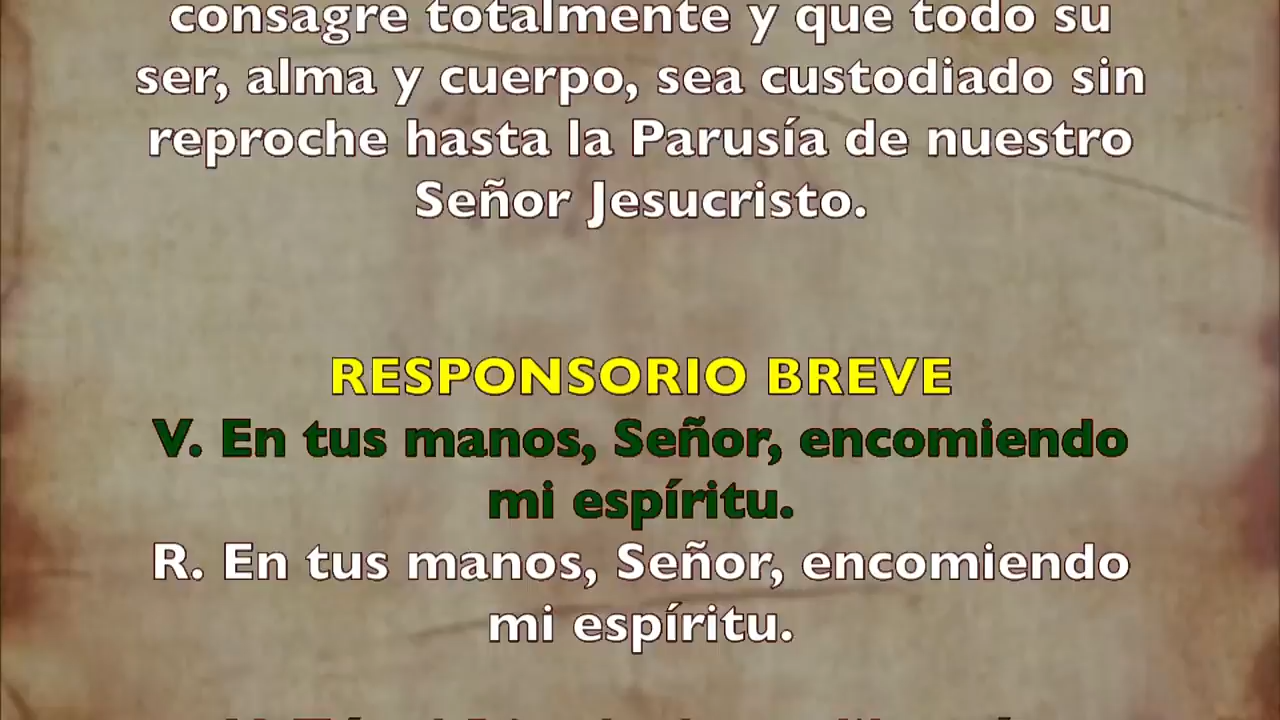 consagre totalmente y que todo su
ser, alma y cuerpo, sea custodiado sin
reproche hasta la Parusía de nuestro
Señor Jesucristo.
RESPONSORIO BREVE
V. En tus manos, Señor, encomiendo
mi espíritu.
R. En tus manos, Señor, encomiendo
mi espíritu.